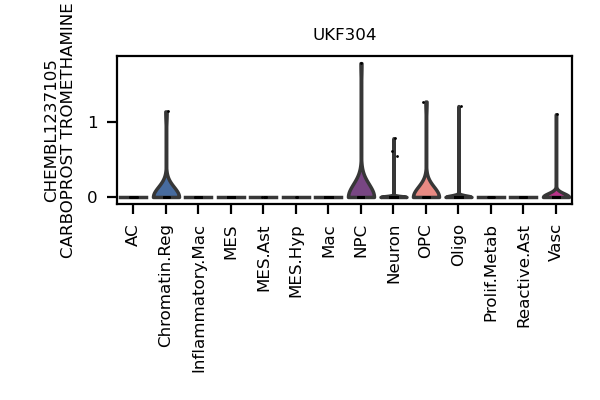 UKF304
CHEMBL1237105
CARBOPROST TROMETHAMINE
1
0
AC
Chromatin.Reg
Inflammatory.Mac
MES
MES.Ast
MES.Hyp
Mac
NPC
Neuron
OPC
Oligo
Prolif.Metab
Reactive.Ast
Vasc